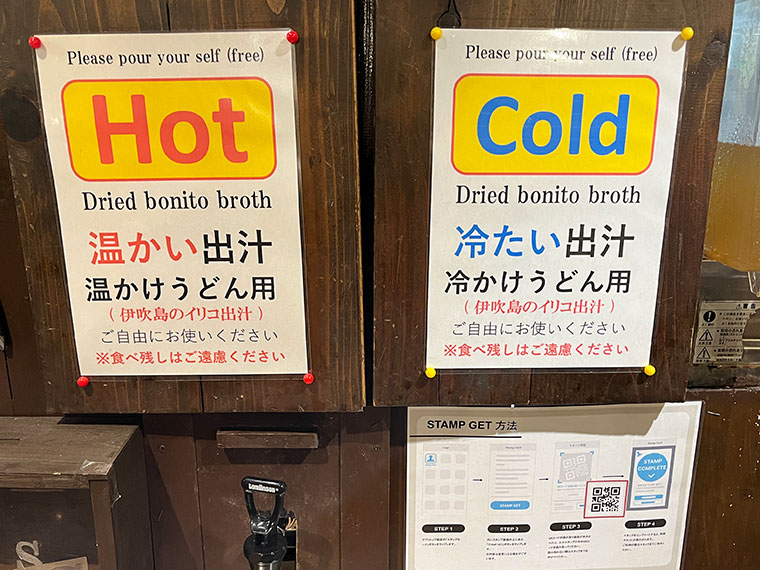 Please pour your self (free)
Hot
Dried bonito broth
温かい出汁
温かけうどん用
( 伊吹島のイリコ出汁 )
ご自由にお使いください
※食べ残しはご遠慮ください
Please pour your self (free)
Cold
Dried bonito broth
冷たい出汁
冷かけうどん用
( 伊吹島のイリコ出汁 )
ご自由にお使いください
※食べ残しはご遠慮ください
STAMP GET 方法
STAMP GET
STAMP
COMPLETE
STEP 1
STEP 2
STEP 3
STEP 4
S